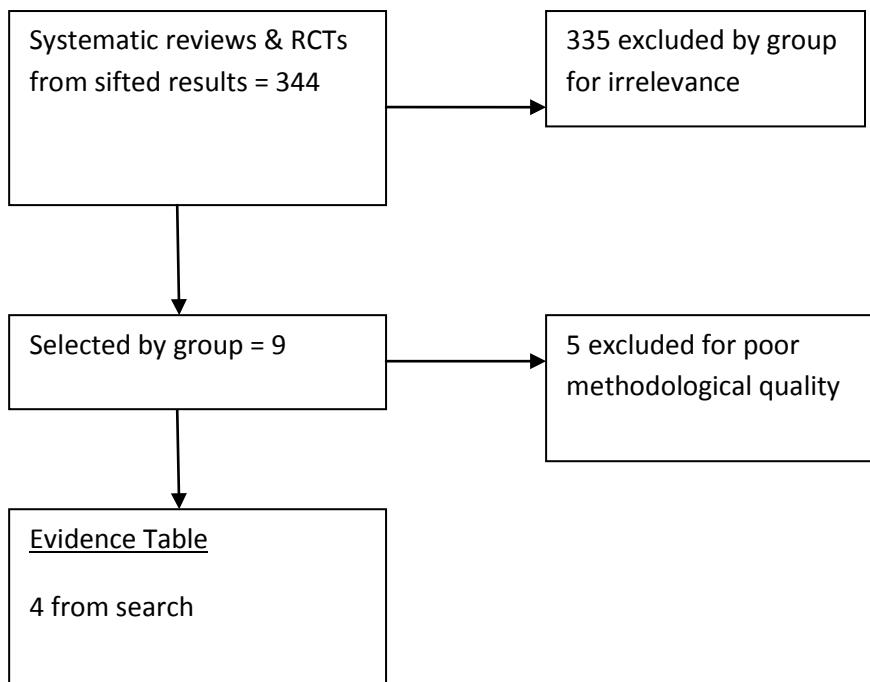 Systematic reviews & RCTs
from sifted results = 344
335 excluded by group
for irrelevance
Selected by group = 9
5 excluded for poor
methodological quality
Evidence Table
4 from search